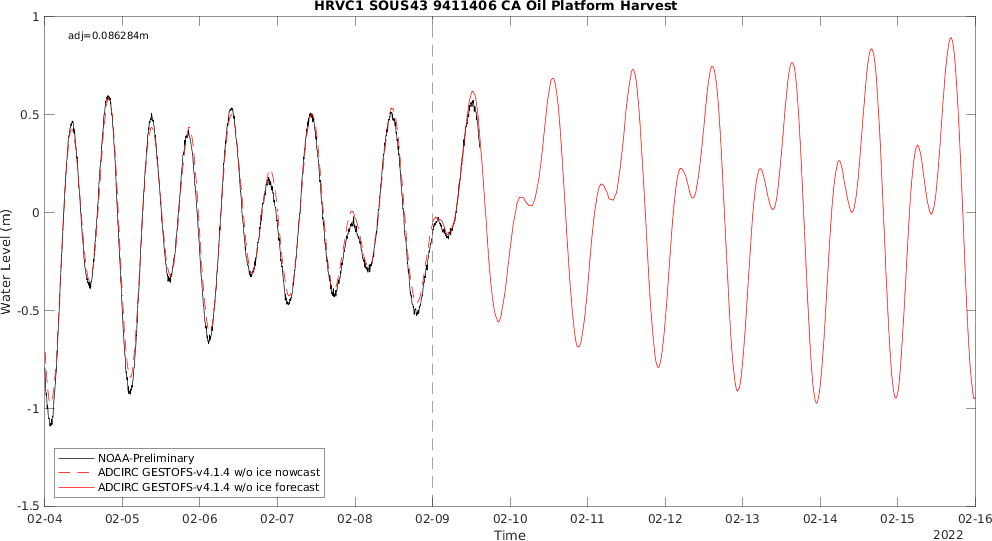 HRVC1 SOUS43 9411406 CA Oil Platform Harvest
adj=0.086284m
1
0.5
0
-0.5
-1
-1.5
Water Level (m)
NOAA-Preliminary
ADCIRC GESTOFS-v4.1.4 w/o ice nowcast
ADCIRC GESTOFS-v4.1.4 w/o ice forecast
02-04 02-05 02-06 02-07 02-08 02-09 02-10 02-11 02-12 02-13 02-14 02-15 02-16
Time
2022